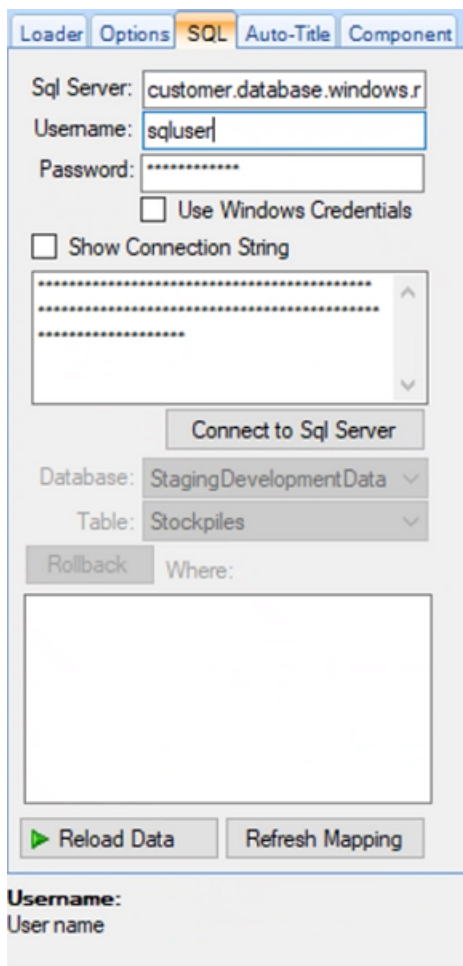 Loader Options SQL Auto-Title Component
Sql Server: customer.database.windows.r
Username: sqluser
Password: ************
Use Windows Credentials
Show Connection String
Connect to Sql Server
Database: StagingDevelopmentData
Table: Stockpiles
Rollback Where:
Reload Data Refresh Mapping
Username:
User name